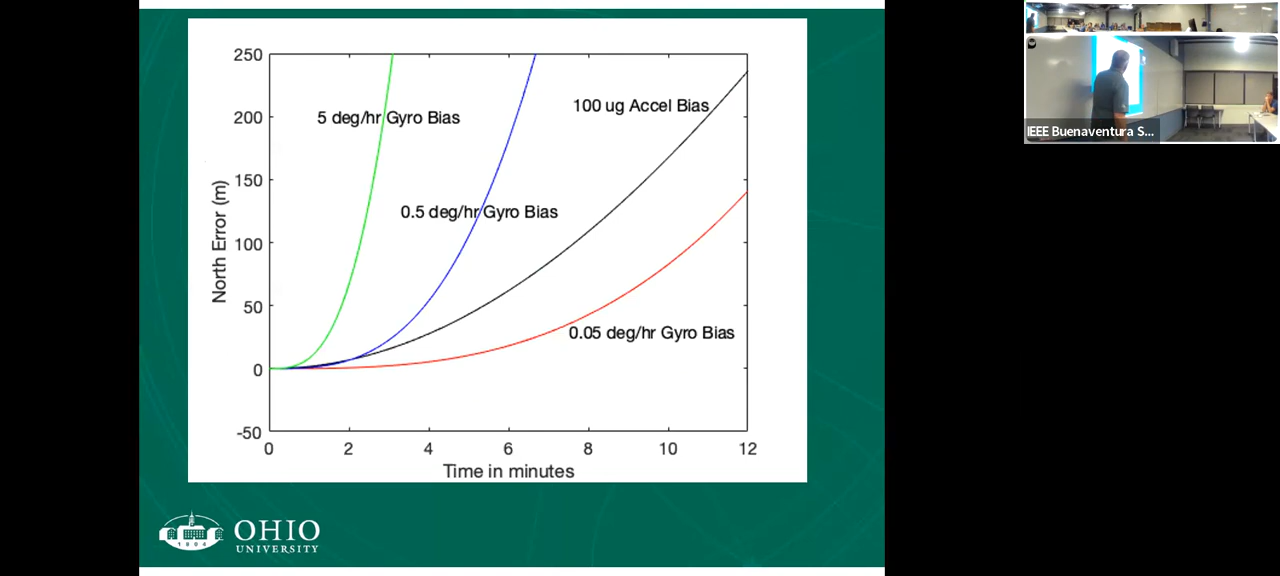 250
200
150
100
50
0
-50
North Error (m)
5 deg/hr Gyro Bias
100 ug Accel Bias
0.5 deg/hr Gyro Bias
0.05 deg/hr Gyro Bias
0 2 4 6 8 10 12
Time in minutes
1804
OHIO
UNIVERSITY
IEEE Buenaventura S...